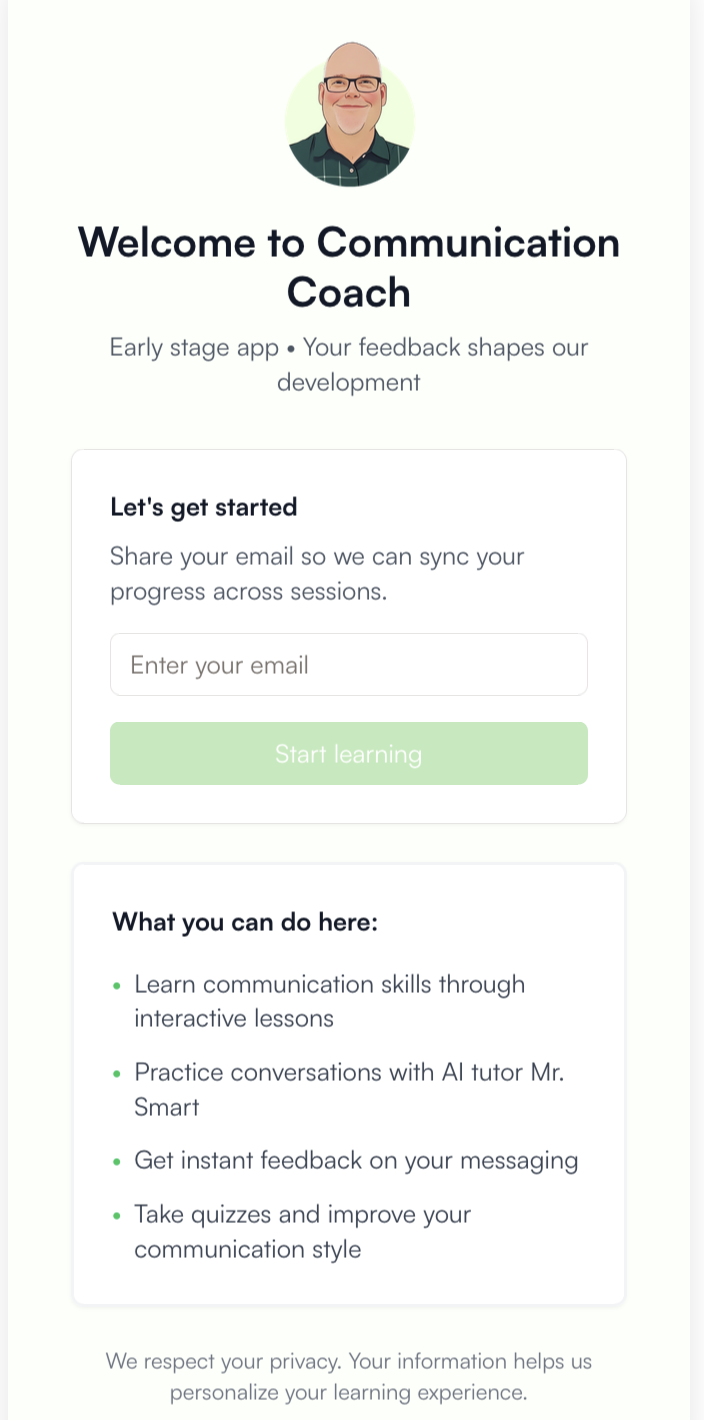 Welcome to Communication
Coach
Early stage app • Your feedback shapes our
development
Let's get started
Share your email so we can sync your
progress across sessions.
Enter your email
Start learning
What you can do here:
• Learn communication skills through
interactive lessons
• Practice conversations with AI tutor Mr.
Smart
• Get instant feedback on your messaging
• Take quizzes and improve your
communication style
We respect your privacy. Your information helps us
personalize your learning experience.